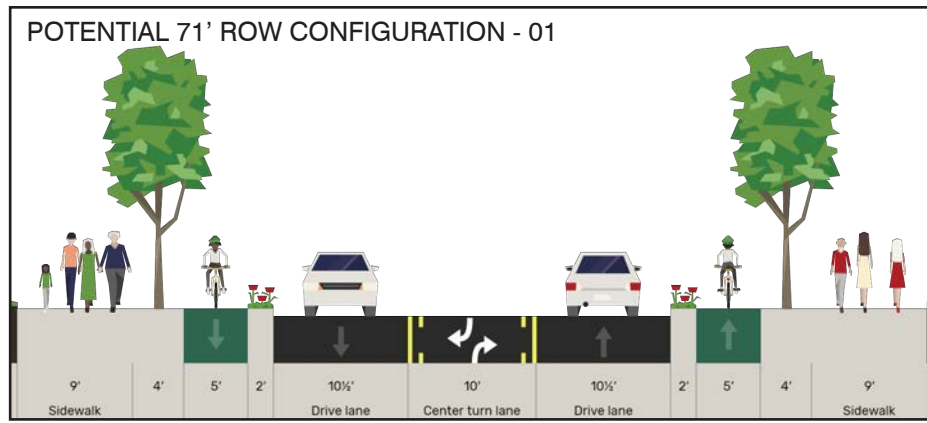 POTENTIAL 71' ROW CONFIGURATION - 01
9' 4' 5' 2' 10½' 10' 10½' 2' 5' 4' 9'
Sidewalk Drive lane Center turn lane Drive lane Sidewalk